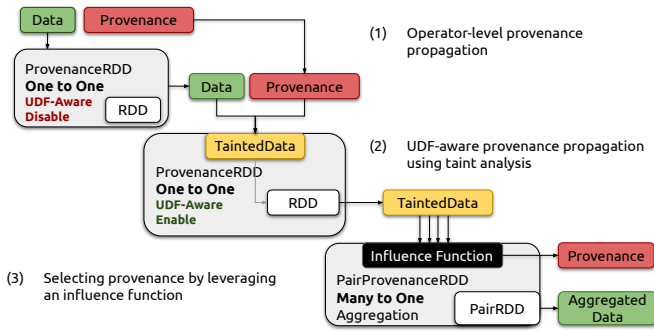 Data
Provenance
(1) Operator-level provenance
propagation
ProvenanceRDD
One to One
UDF-Aware
Disable
RDD
Data
Provenance
TaintedData
(2) UDF-aware provenance propagation
using taint analysis
ProvenanceRDD
One to One
UDF-Aware
Enable
RDD
TaintedData
Influence Function
Provenance
(3) Selecting provenance by leveraging
an influence function
PairProvenanceRDD
Many to One
Aggregation
PairRDD
Aggregated
Data